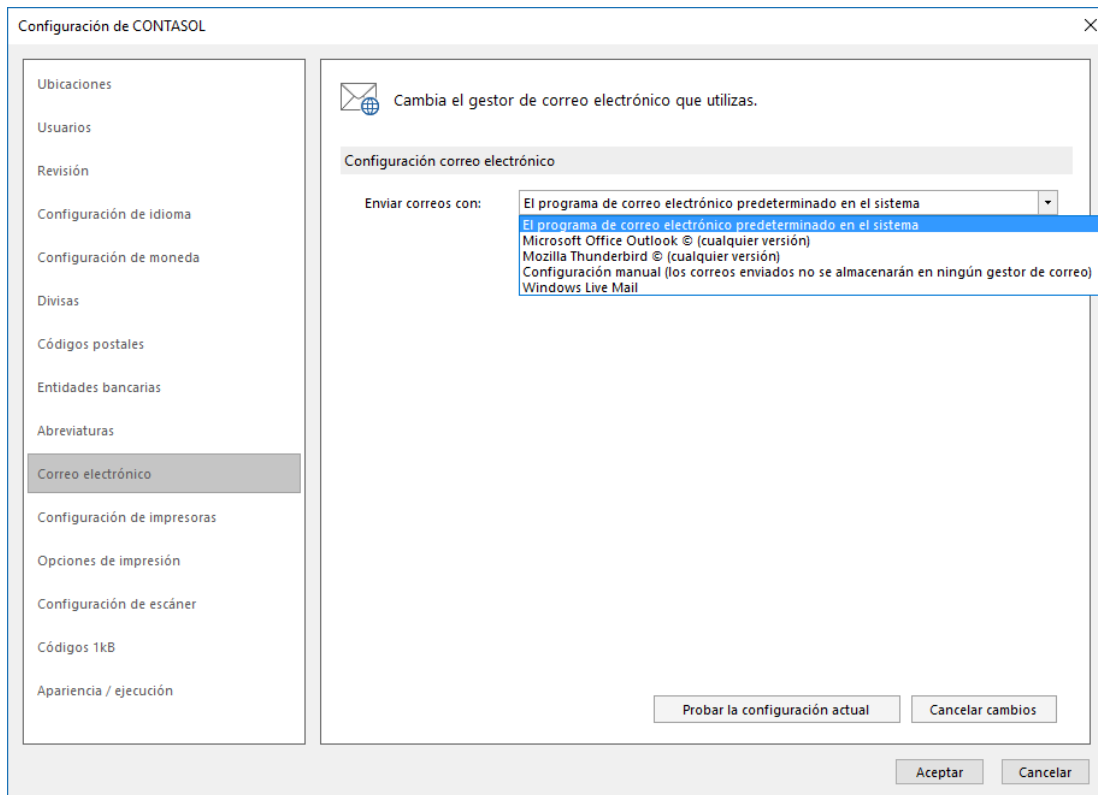 Configuración de CONTASOL
Ubicaciones
Usuarios
Revisión
Configuración de idioma
Configuración de moneda
Divisas
Códigos postales
Entidades bancarias
Abreviaturas
Correo electrónico
Configuración de impresoras
Opciones de impresión
Configuración de escáner
Códigos 1kB
Apariencia / ejecución
Cambia el gestor de correo electrónico que utilizas.
Configuración correo electrónico
Enviar correos con: El programa de correo electrónico predeterminado en el sistema
El programa de correo electrónico predeterminado en el sistema
Microsoft Office Outlook © (cualquier versión)
Mozilla Thunderbird © (cualquier versión)
Configuración manual (los correos enviados no se almacenarán en ningún gestor de correo)
Windows Live Mail
Probar la configuración actual Cancelar cambios
Aceptar Cancelar